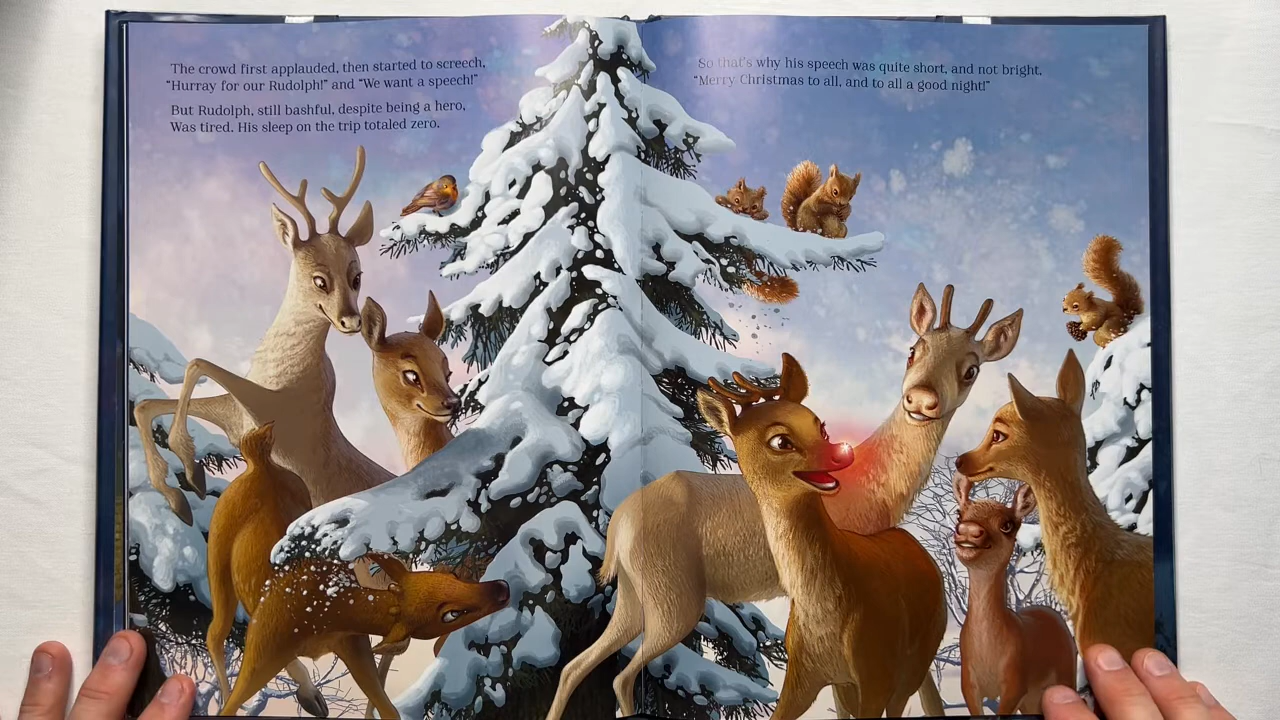 The crowd first applauded, then started to screech,
"Hurray for our Rudolph!" and "We want a speech!"
But Rudolph, still bashful, despite being a hero,
Was tired. His sleep on the trip totaled zero.
So that's why his speech was quite short, and not bright,
"Merry Christmas to all, and to all a good night!"